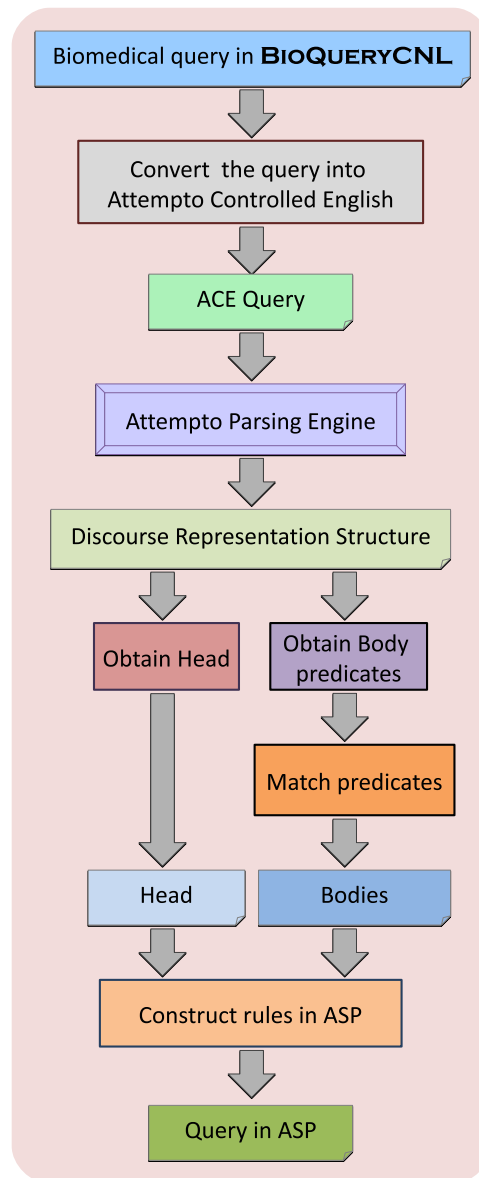 Biomedical query in BIOQUERYCNL
Convert the query into
Attempto Controlled English
ACE Query
Attempto Parsing Engine
Discourse Representation Structure
Obtain Head
Obtain Body
predicates
Match predicates
Head
Bodies
Construct rules in ASP
Query in ASP